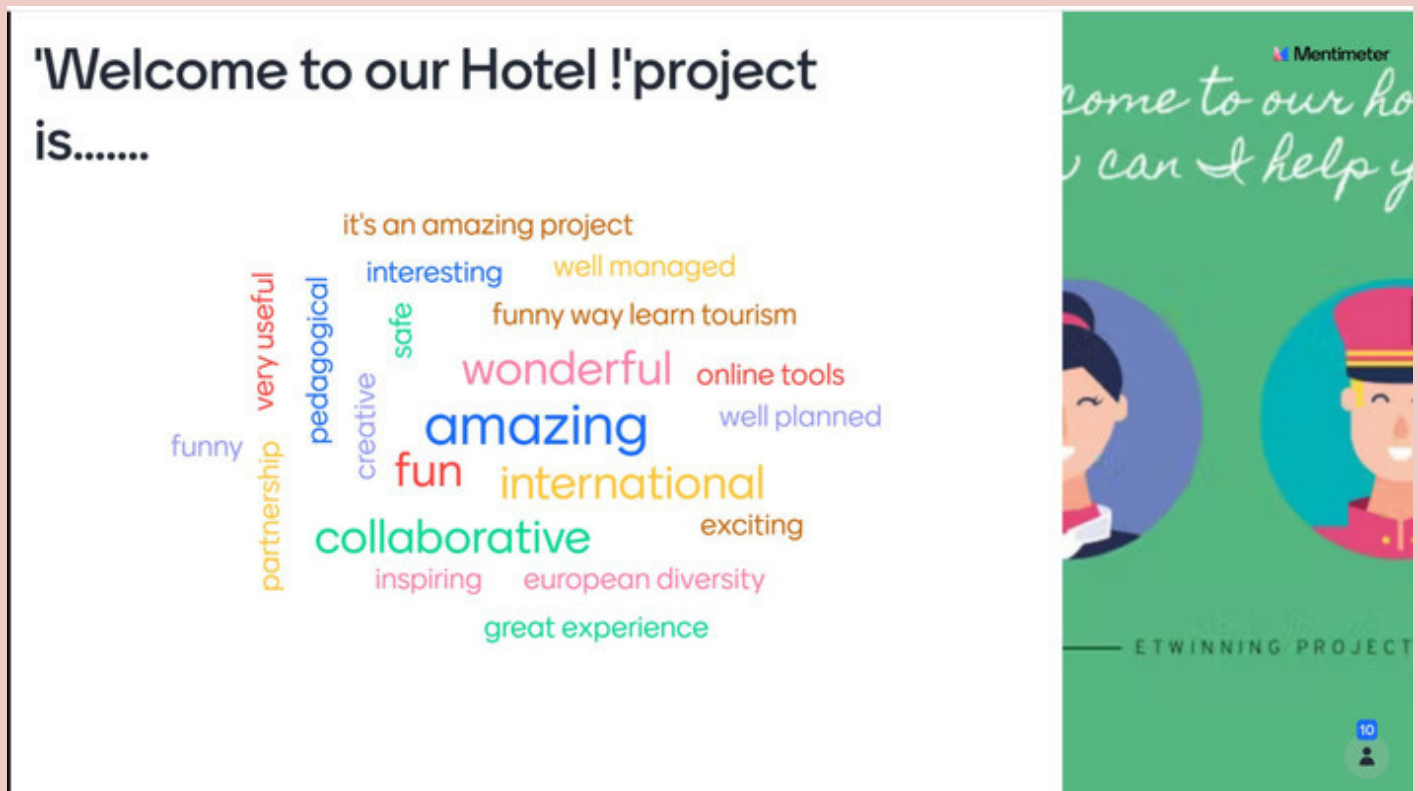 'Welcome to our Hotel !'project
is.......
it's an amazing project
interesting
well managed
very useful
pedagogical
safe
funny way learn tourism
wonderful
online tools
creative
amazing
well planned
funny
fun
international
partnership
collaborative
exciting
inspiring
european diversity
great experience
Mentimeter
come to our ho
can I help y
ETWINNING PROJECT
10